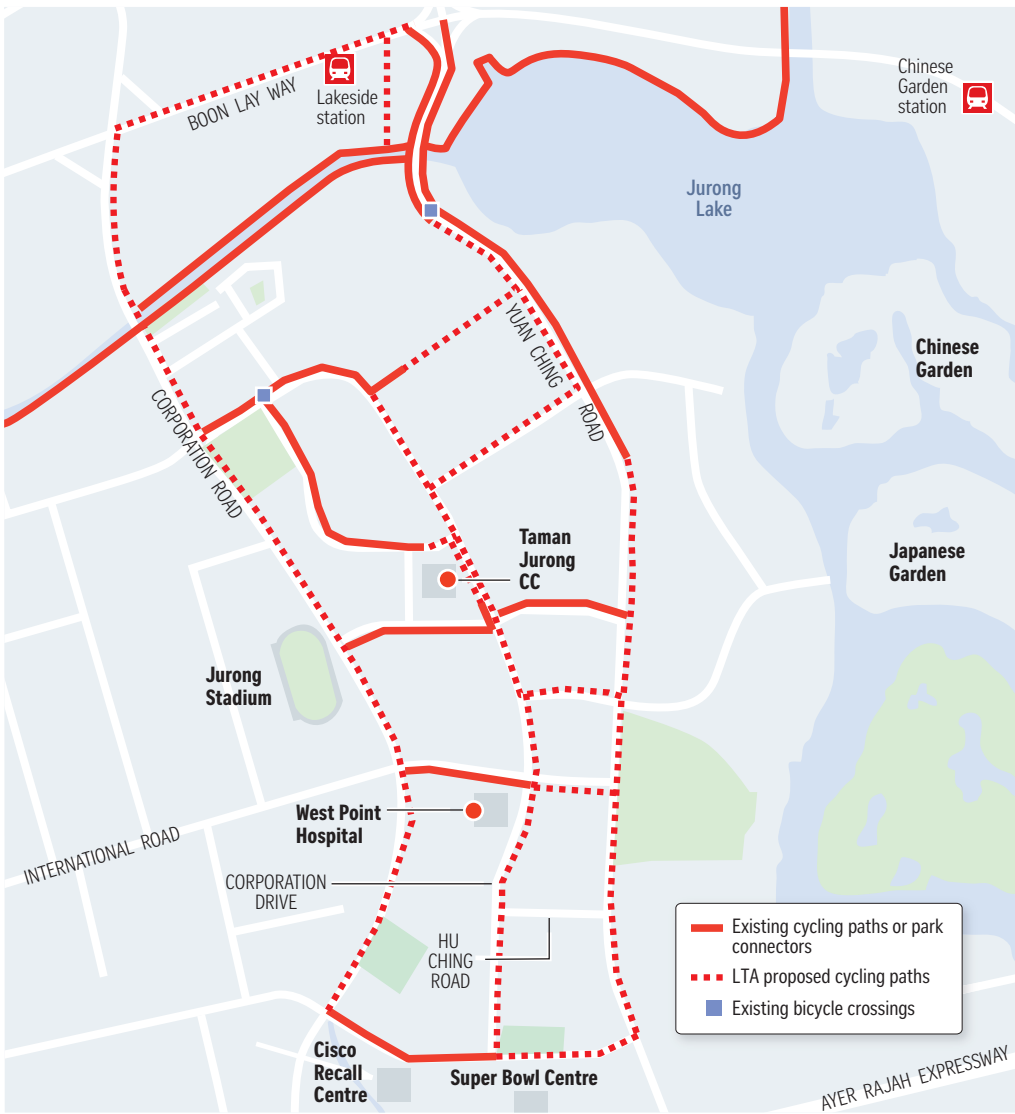 Chinese
Garden
station
Lakeside
station
BOON LAY WAY
Jurong
Lake
YUAN CHING
ROAD
Chinese
Garden
CORPORATION ROAD
Taman
Jurong
CC
Japanese
Garden
Jurong
Stadium
West Point
Hospital
INTERNATIONAL ROAD
CORPORATION
DRIVE
HU
CHING
ROAD
Existing cycling paths or park
connectors
LTA proposed cycling paths
Existing bicycle crossings
Cisco
Recall
Centre
Super Bowl Centre
AYER RAJAH EXPRESSWAY